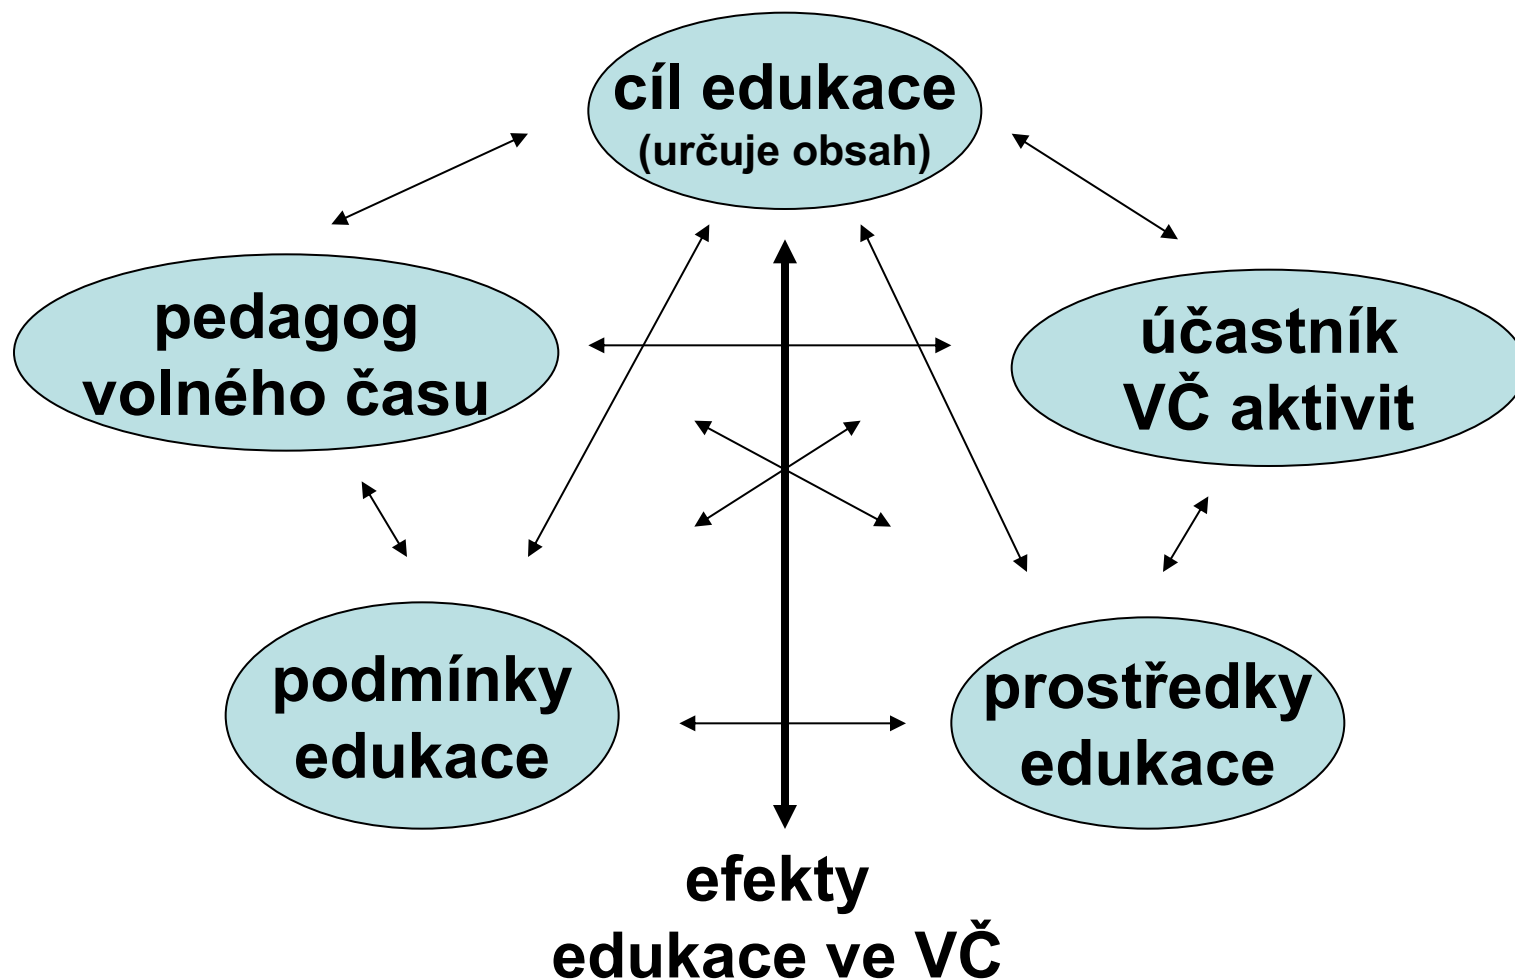 cíl edukace
(určuje obsah)
pedagog
volného času
účastník
VČ aktivit
podmínky
edukace
prostředky
edukace
efekty
edukace ve VČ